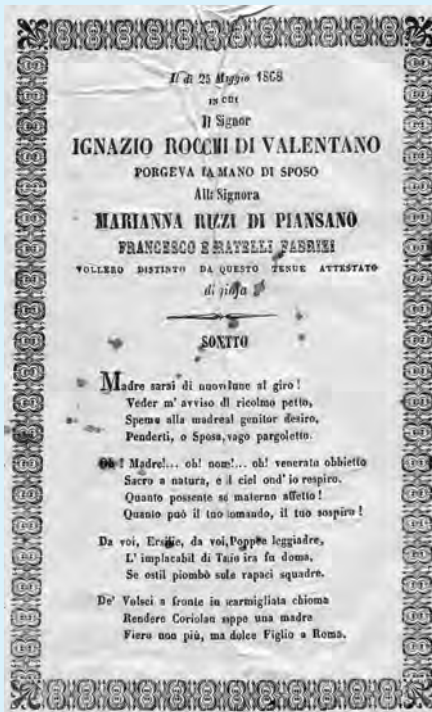 Il dì 25 Maggio 1868
IN CUI
Il Signor
IGNAZIO ROCCHI DI VALENTANO
PORGEVA LA MANO DI SPOSO
Alla Signora
MARIANNA RIZZI DI PIANSANO
FRANCESCO E FRATELLI FABRIZI
VOLLERO DISTINTO DA QUESTO TENUE ATTESTATO
di gioja
SONETTO
Madre sarai di nuov lune al giro!
Veder m' avviso di ricolmo petto,
Speme alla madre al genitor desiro,
Penderti, o Sposa, vago pargoletto.
Oh! Madre!... oh! nome!... oh! venerato obbietto
Sacro a natura, e il ciel ond' io respiro.
Quanto possente se' materno affetto!
Quanto può il tuo comando, il tuo sospiro!
Da voi, Ersilie, da voi, Poppee leggiadre,
L' implacabil di Tazio ira fu doma,
Se ostil piombò sule rapaci squadre.
De' Volsci a fronte in scarmigliata chioma
Rendere Coriolan seppe una madre
Fiero non più, ma dolce Figlio a Roma.